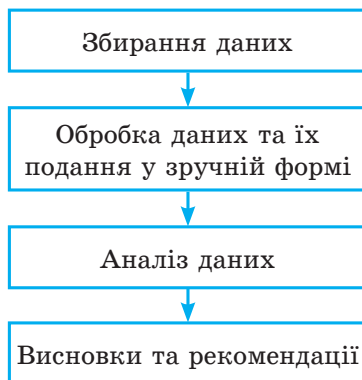 Збирання даних
Обробка даних та їх
подання у зручній формі
Аналіз даних
Висновки та рекомендації